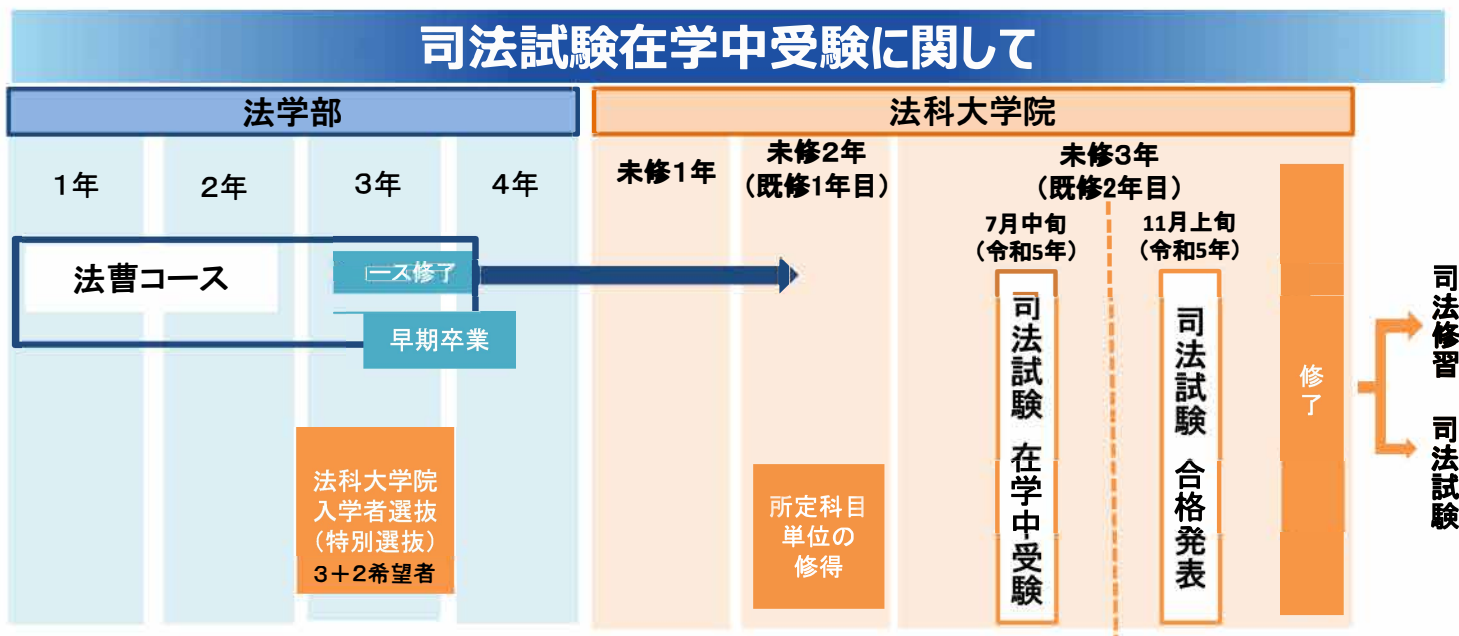 司法試験在学中受験に関して
法学部
法科大学院
1年
2年
3年
4年
未修1年
未修2年
（既修1年目）
未修3年
（既修2年目）
7月中旬
（令和5年）
11月上旬
（令和5年）
法曹コース
ース修了
早期卒業
法科大学院
入学者選抜
（特別選抜）
3＋2希望者
所定科目
単位の
修得
司法試験 在学中受験
司法試験 合格発表
修了
司法修習
司法試験